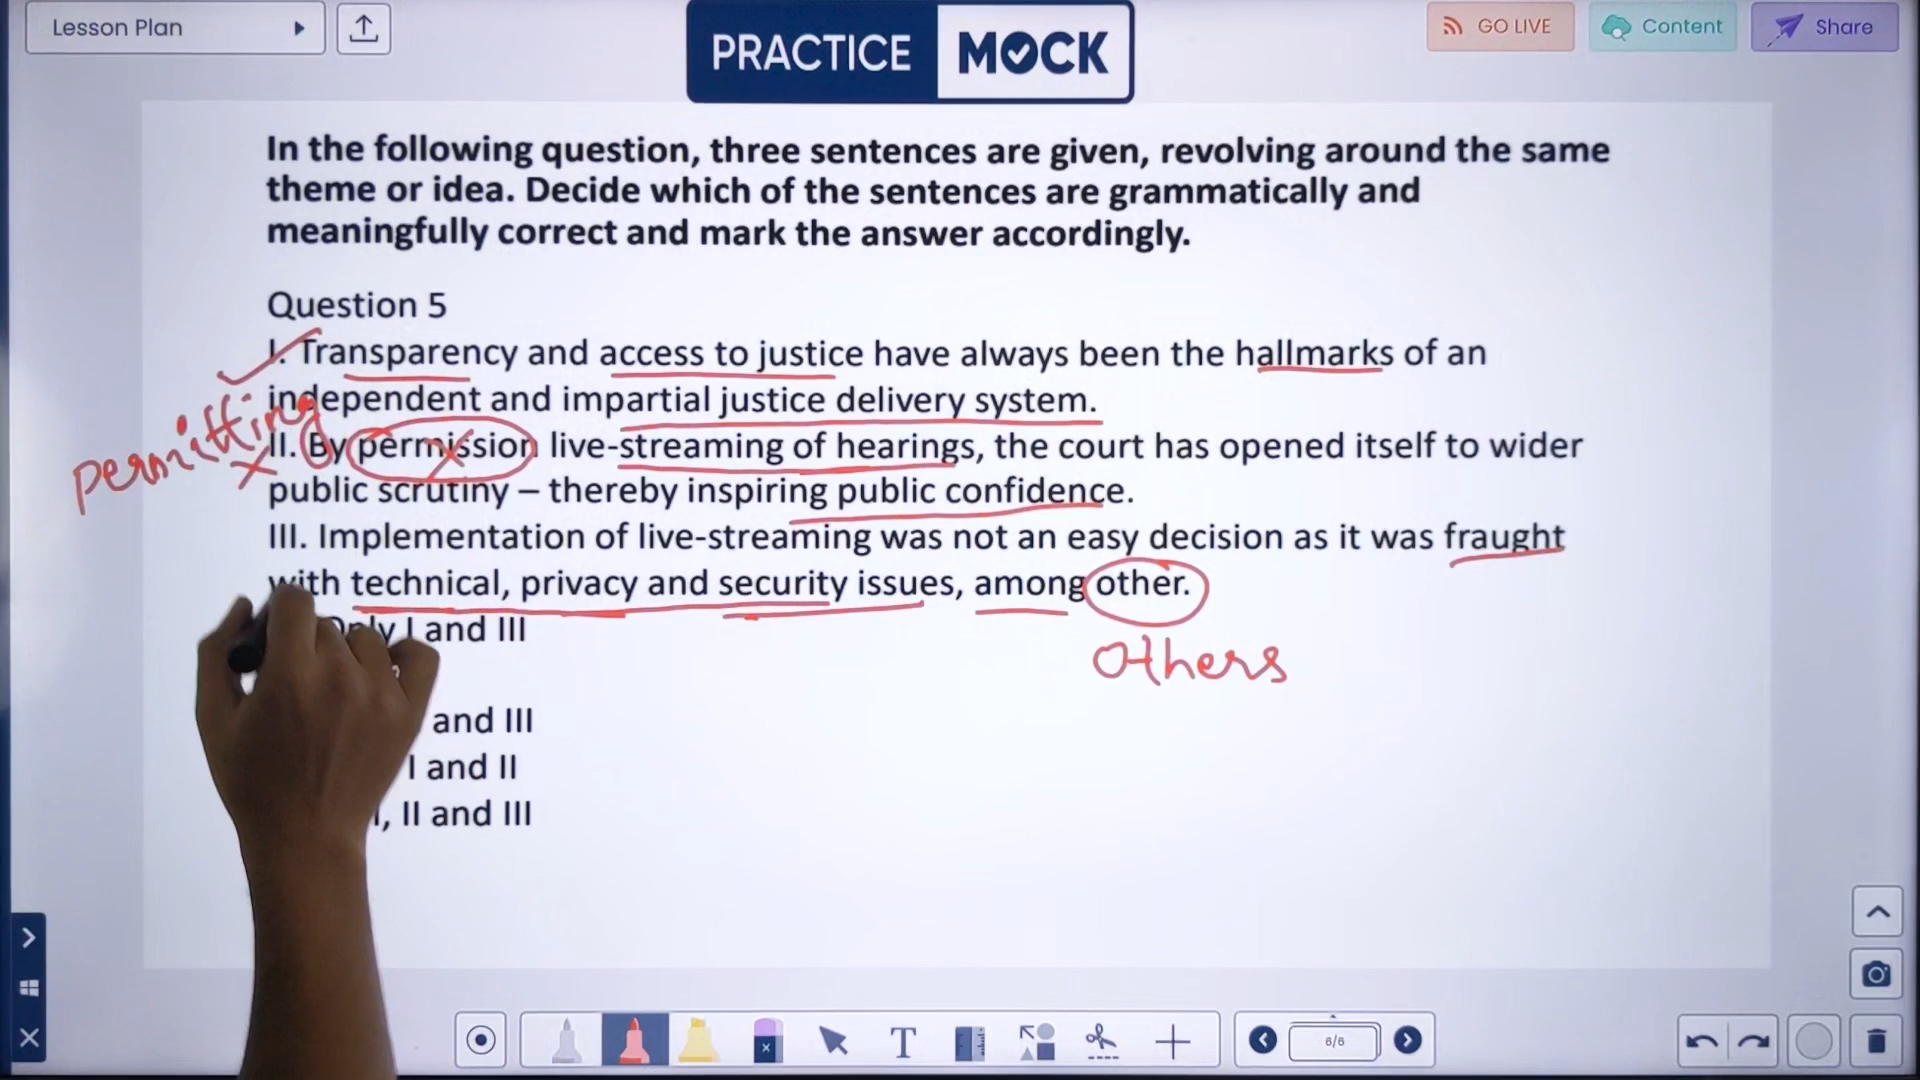 Lesson Plan
PRACTICE MOCK
GO LIVE
Content
Share
In the following question, three sentences are given, revolving around the same
theme or idea. Decide which of the sentences are grammatically and
meaningfully correct and mark the answer accordingly.
Question 5
I. Transparency and access to justice have always been the hallmarks of an
independent and impartial justice delivery system.
permitting
II. By permission live-streaming of hearings, the court has opened itself to wider
public scrutiny – thereby inspiring public confidence.
III. Implementation of live-streaming was not an easy decision as it was fraught
with technical, privacy and security issues, among other.
others
Only I and III
and III
I and II
I, II and III
T
6/6